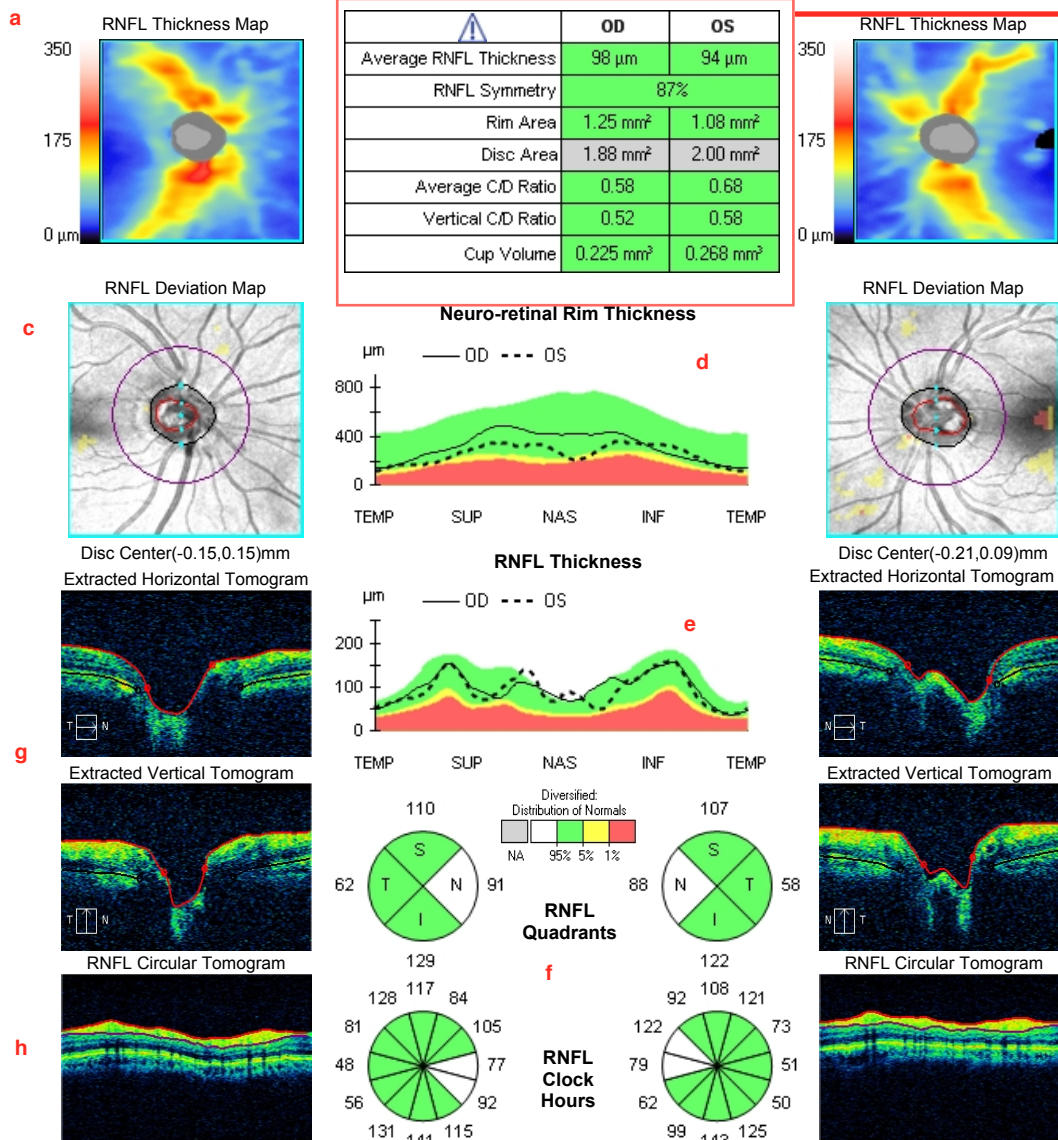 a
RNFL Thickness Map
350
175
0 μm
OD OS
Average RNFL Thickness 98 μm 94 μm
RNFL Symmetry 87%
Rim Area 1.25 mm² 1.08 mm²
Disc Area 1.88 mm² 2.00 mm²
Average C/D Ratio 0.58 0.68
Vertical C/D Ratio 0.52 0.58
Cup Volume 0.225 mm³ 0.268 mm³
RNFL Thickness Map
350
175
0 μm
c
RNFL Deviation Map
Disc Center(-0.15,0.15)mm
Neuro-retinal Rim Thickness
d
μm
OD OS
800
400
0
TEMP SUP NAS INF TEMP
RNFL Deviation Map
Disc Center(-0.21,0.09)mm
Extracted Horizontal Tomogram
T N
RNFL Thickness
e
μm
OD OS
200
100
0
TEMP SUP NAS INF TEMP
Extracted Horizontal Tomogram
N T
g
Extracted Vertical Tomogram
T N
Diversified:
Distribution of Normals
NA 95% 5% 1%
110
S
62 T N 91
I
129
107
S
88 N T 58
I
122
RNFL
Quadrants
Extracted Vertical Tomogram
N T
h
RNFL Circular Tomogram
f
117
128 84
81 105
48 77
56 92
131 115
141
RNFL
Clock
Hours
108
92 121
122 73
79 51
62 50
99 125
143
RNFL Circular Tomogram